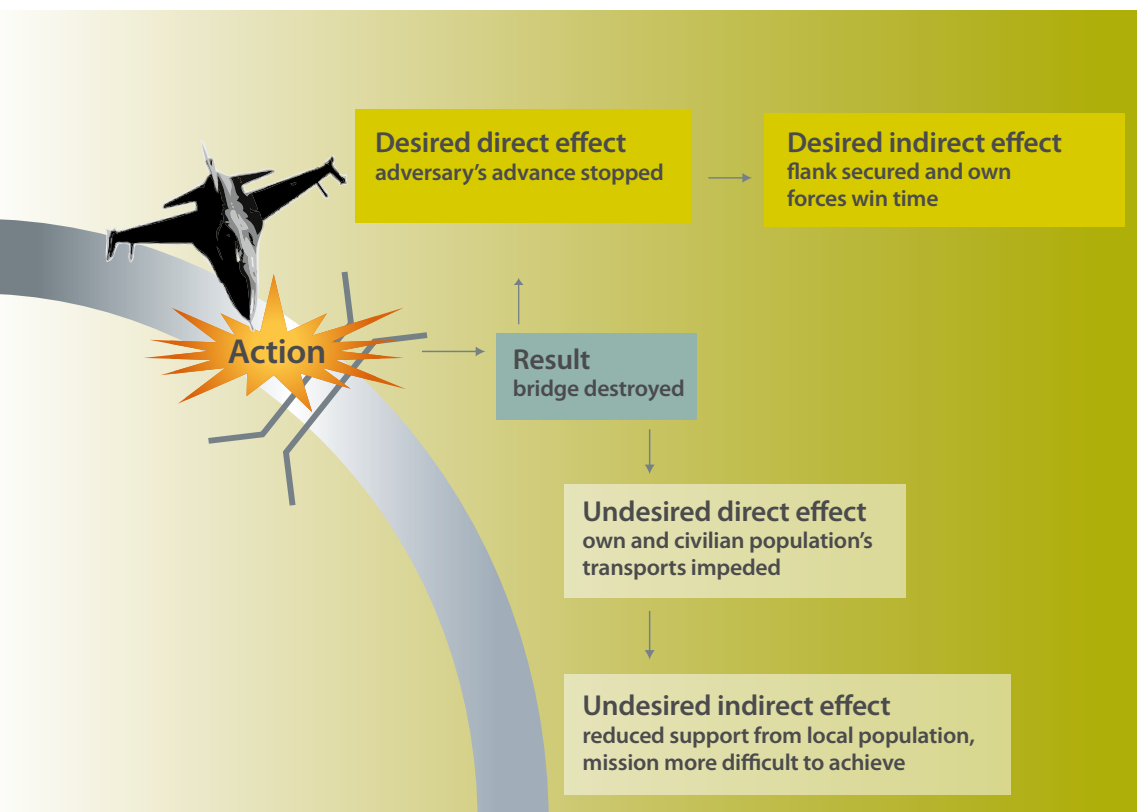 Desired direct effect
adversary’s advance stopped
Desired indirect effect
flank secured and own
forces win time
Action
Result
bridge destroyed
Undesired direct effect
own and civilian population’s
transports impeded
Undesired indirect effect
reduced support from local population,
mission more difficult to achieve